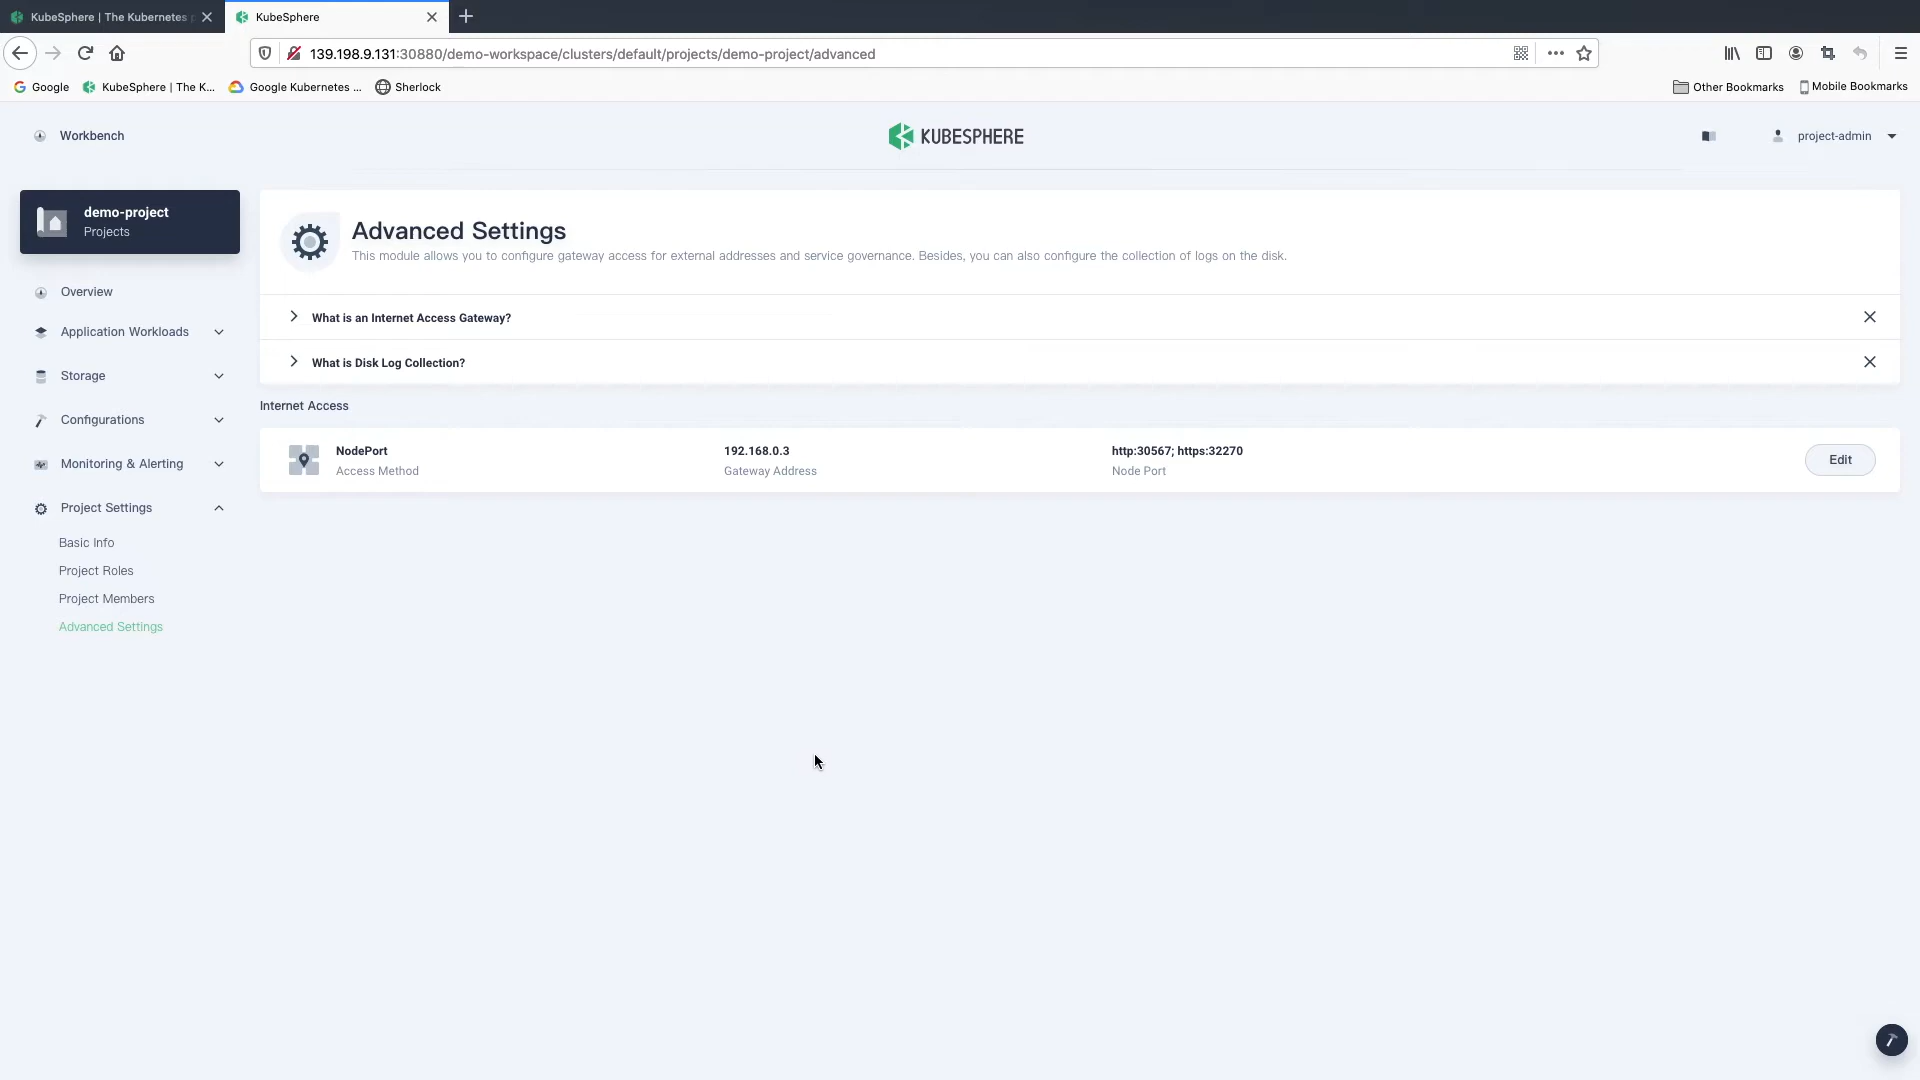 KubeSphere | The Kubernetes
KubeSphere
139.198.9.131:30880/demo-workspace/clusters/default/projects/demo-project/advanced
Google
KubeSphere | The K...
Google Kubernetes ...
Sherlock
Other Bookmarks
Mobile Bookmarks
Workbench
KUBESPHERE
project-admin
demo-project
Projects
Overview
Application Workloads
Storage
Configurations
Monitoring & Alerting
Project Settings
Basic Info
Project Roles
Project Members
Advanced Settings
Advanced Settings
This module allows you to configure gateway access for external addresses and service governance. Besides, you can also configure the collection of logs on the disk.
What is an Internet Access Gateway?
What is Disk Log Collection?
Internet Access
NodePort
Access Method
192.168.0.3
Gateway Address
http:30567; https:32270
Node Port
Edit